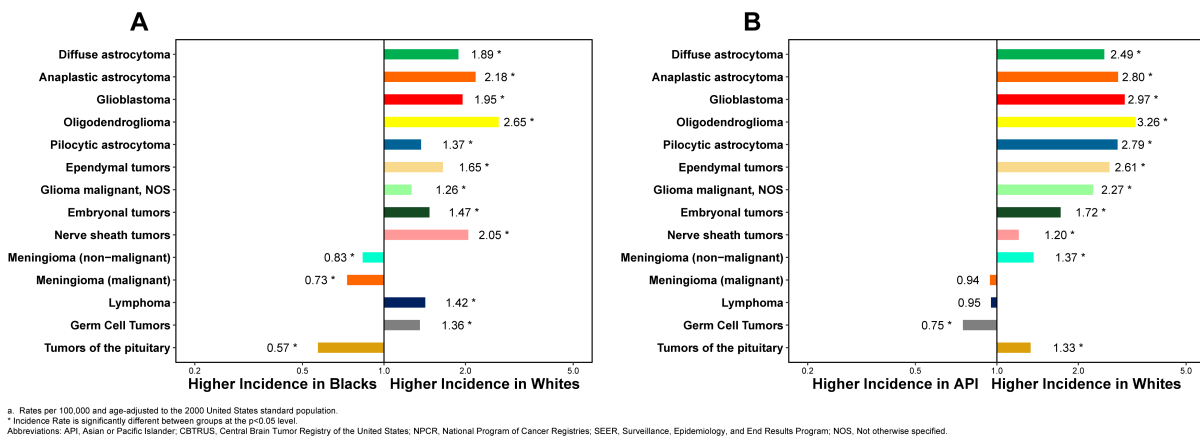 A
Diffuse astrocytoma 1.89 *
Anaplastic astrocytoma 2.18 *
Glioblastoma 1.95 *
Oligodendroglioma 2.65 *
Pilocytic astrocytoma 1.37 *
Ependymal tumors 1.65 *
Glioma malignant, NOS 1.26 *
Embryonal tumors 1.47 *
Nerve sheath tumors 2.05 *
Meningioma (non−malignant) 0.83 *
Meningioma (malignant) 0.73 *
Lymphoma 1.42 *
Germ Cell Tumors 1.36 *
Tumors of the pituitary 0.57 *
0.2 0.5 1.0 2.0 5.0
Higher Incidence in Blacks Higher Incidence in Whites
B
Diffuse astrocytoma 2.49 *
Anaplastic astrocytoma 2.80 *
Glioblastoma 2.97 *
Oligodendroglioma 3.26 *
Pilocytic astrocytoma 2.79 *
Ependymal tumors 2.61 *
Glioma malignant, NOS 2.27 *
Embryonal tumors 1.72 *
Nerve sheath tumors 1.20 *
Meningioma (non−malignant) 1.37 *
Meningioma (malignant) 0.94
Lymphoma 0.95
Germ Cell Tumors 0.75 *
Tumors of the pituitary 1.33 *
0.2 0.5 1.0 2.0 5.0
Higher Incidence in API Higher Incidence in Whites
a. Rates per 100,000 and age-adjusted to the 2000 United States standard population.
* Incidence Rate is significantly different between groups at the p<0.05 level.
Abbreviations: API, Asian or Pacific Islander; CBTRUS, Central Brain Tumor Registry of the United States; NPCR, National Program of Cancer Registries; SEER, Surveillance, Epidemiology, and End Results Program; NOS, Not otherwise specified.